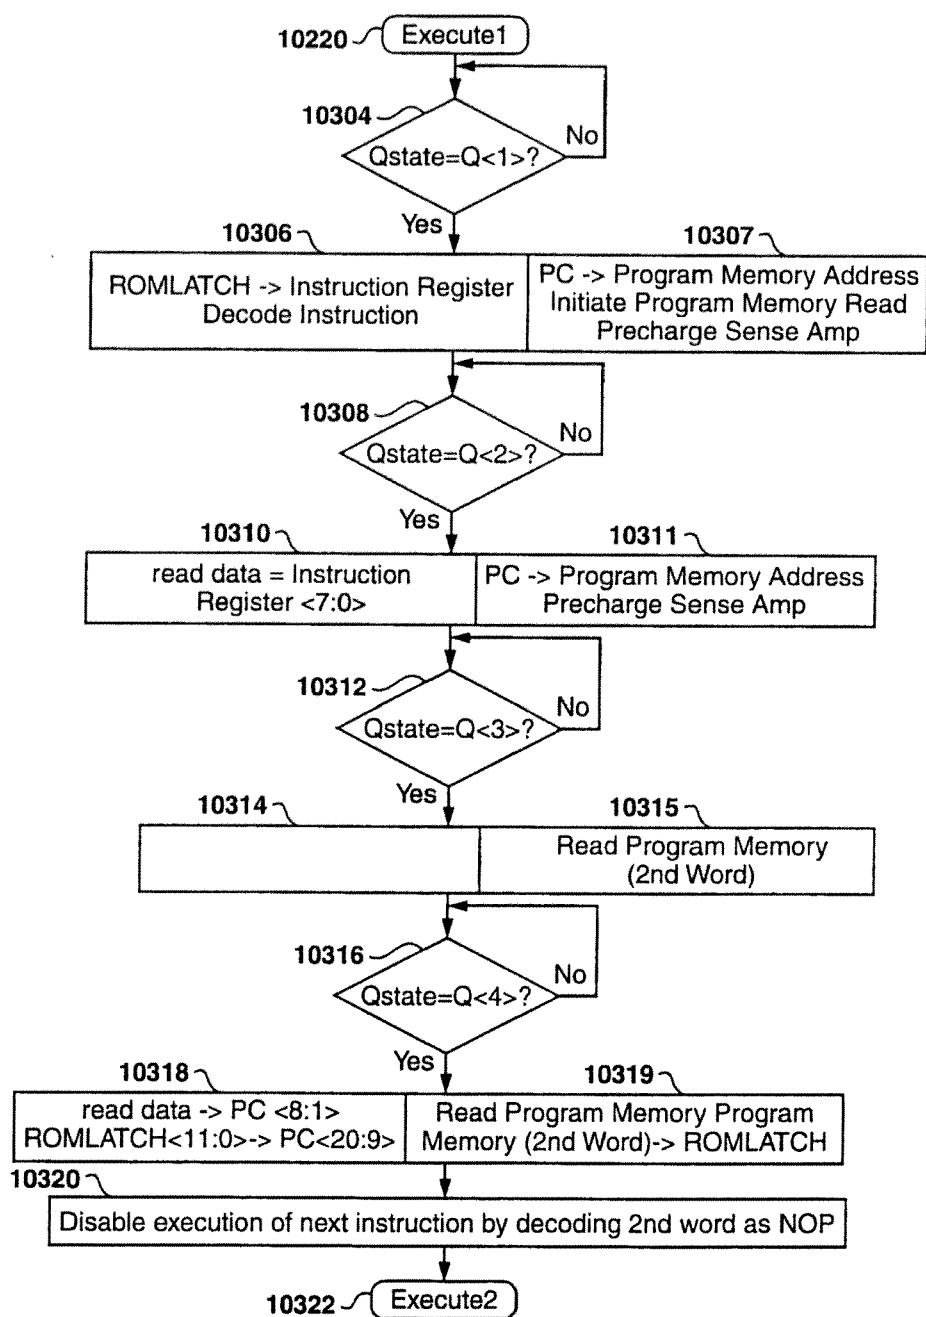 10220
Execute1
10304
Qstate=Q<1>?
No
Yes
10306
10307
ROMLATCH -> Instruction Register
Decode Instruction
PC -> Program Memory Address
Initiate Program Memory Read
Precharge Sense Amp
10308
Qstate=Q<2>?
No
Yes
10310
10311
read data = Instruction
Register <7:0>
PC -> Program Memory Address
Precharge Sense Amp
10312
Qstate=Q<3>?
No
Yes
10314
10315
Read Program Memory
(2nd Word)
10316
Qstate=Q<4>?
No
Yes
10318
10319
read data -> PC <8:1>
ROMLATCH<11:0>-> PC<20:9>
Read Program Memory Program
Memory (2nd Word)-> ROMLATCH
10320
Disable execution of next instruction by decoding 2nd word as NOP
10322
Execute2